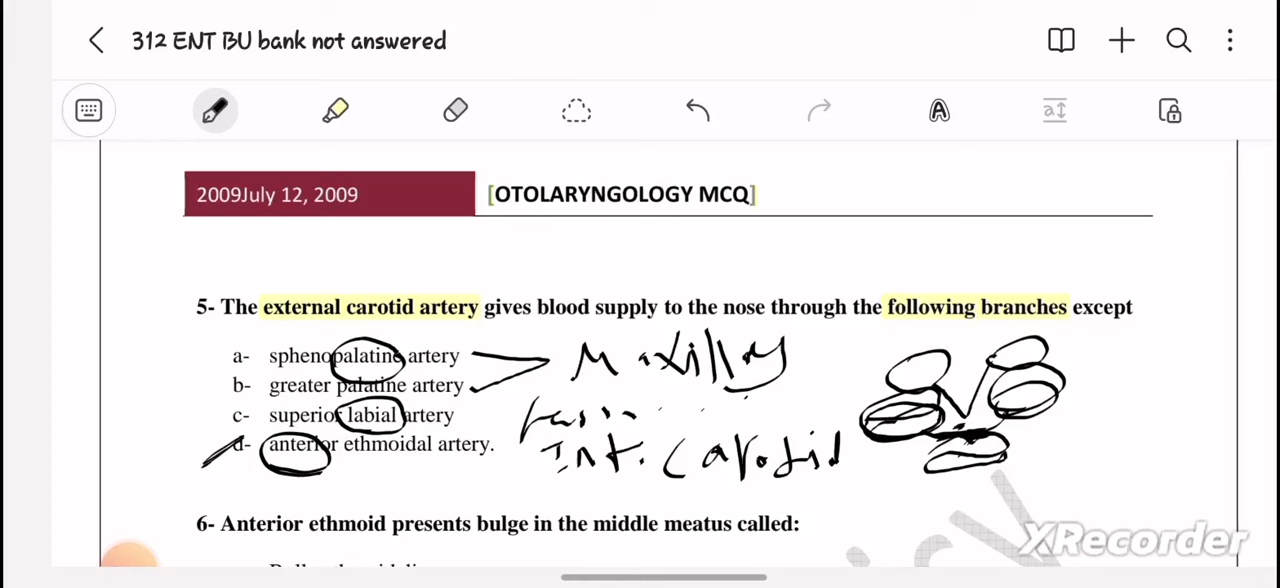 312 ENT BU bank not answered
2009July 12, 2009 [OTOLARYNGOLOGY MCQ]
5- The external carotid artery gives blood supply to the nose through the following branches except
a- sphenopalatine artery
b- greater palatine artery
Maxillary
c- superior labial artery
d- anterior ethmoidal artery.
Int. Carotid
6- Anterior ethmoid presents bulge in the middle meatus called:
XRecorder